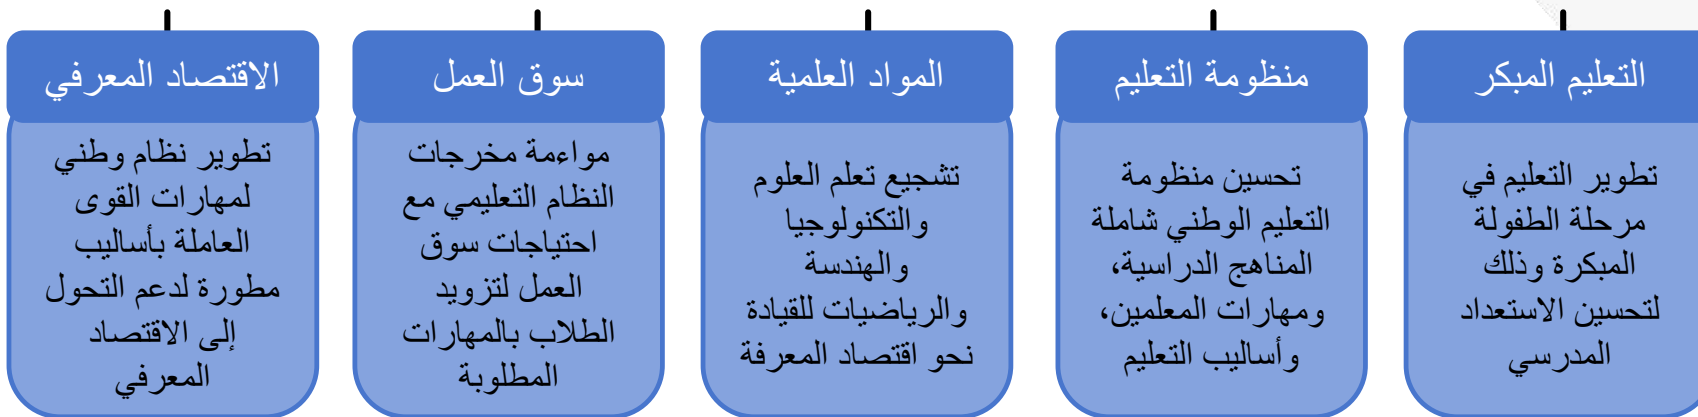 التعليم المبكر
تطوير التعليم في
مرحلة الطفولة
المبكرة وذلك
لتحسين الاستعداد
المدرسي
منظومة التعليم
تحسين منظومة
التعليم الوطني شاملة
المناهج الدراسية،
ومهارات المعلمين،
وأساليب التعليم
المواد العلمية
تشجيع تعلم العلوم
والتكنولوجيا
والهندسة
والرياضيات للقيادة
نحو اقتصاد المعرفة
سوق العمل
مواءمة مخرجات
النظام التعليمي مع
احتياجات سوق
العمل لتزويد
الطلاب بالمهارات
المطلوبة
الاقتصاد المعرفي
تطوير نظام وطني
لمهارات القوى
العاملة بأساليب
مطورة لدعم التحول
إلى الاقتصاد
المعرفي